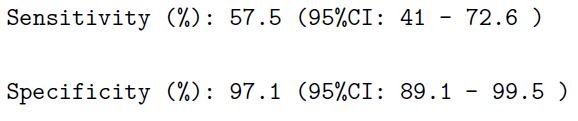 Sensitivity (%): 57.5 (95%CI: 41 - 72.6 )
Specificity (%): 97.1 (95%CI: 89.1 - 99.5 )